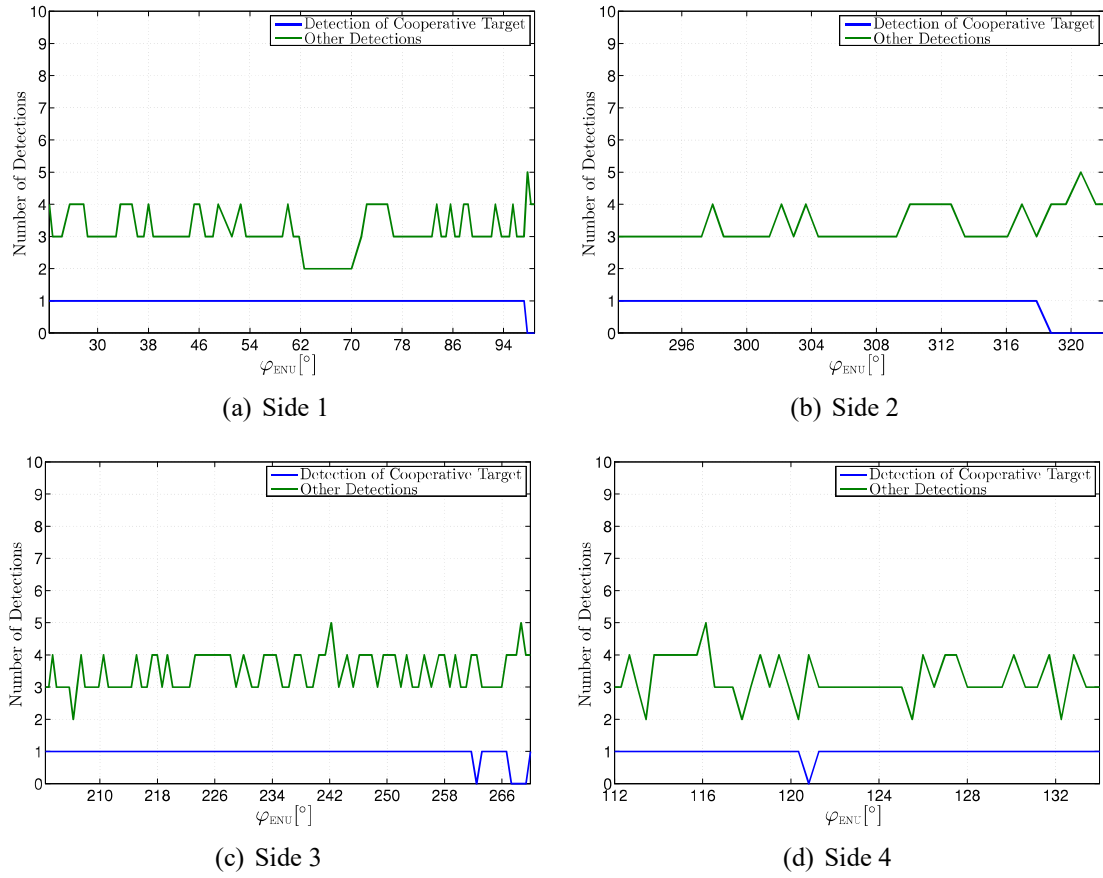 Detection of Cooperative Target
Other Detections
Number of Detections
10
9
8
7
6
5
4
3
2
1
0
30 38 46 54 62 70 78 86 94
φENU[°]
(a) Side 1
Detection of Cooperative Target
Other Detections
Number of Detections
10
9
8
7
6
5
4
3
2
1
0
296 300 304 308 312 316 320
φENU[°]
(b) Side 2
Detection of Cooperative Target
Other Detections
Number of Detections
10
9
8
7
6
5
4
3
2
1
0
210 218 226 234 242 250 258 266
φENU[°]
(c) Side 3
Detection of Cooperative Target
Other Detections
Number of Detections
10
9
8
7
6
5
4
3
2
1
0
112 116 120 124 128 132
φENU[°]
(d) Side 4